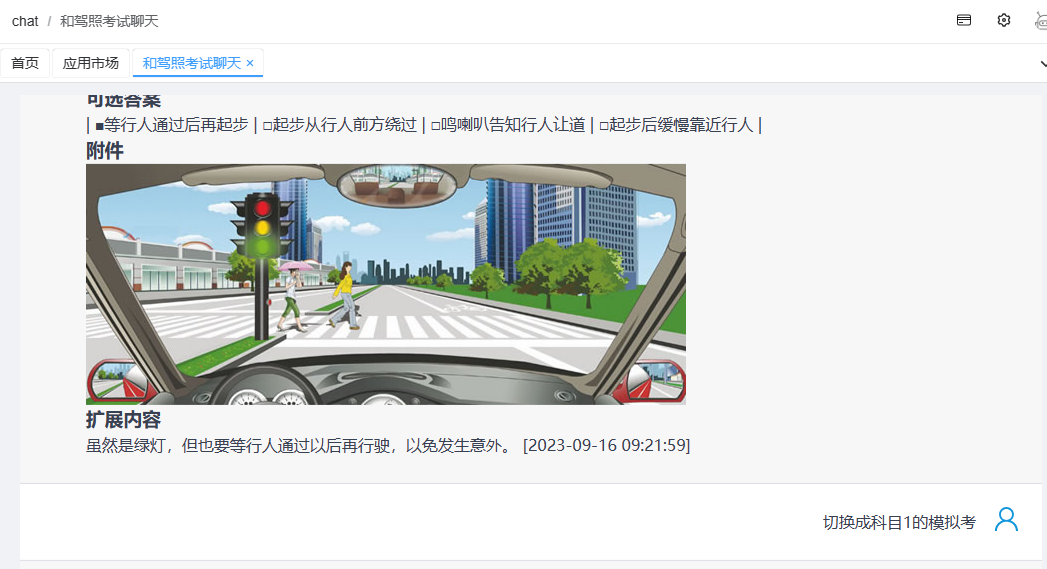 chat / 和驾照考试聊天
首页 应用市场 和驾照考试聊天 ×
可选答案
| ■等行人通过后再起步 | □起步从行人前方绕过 | □鸣喇叭告知行人让道 | □起步后缓慢靠近行人 |
附件
扩展内容
虽然是绿灯，但也要等行人通过以后再行驶，以免发生意外。 [2023-09-16 09:21:59]
切换成科目1的模拟考